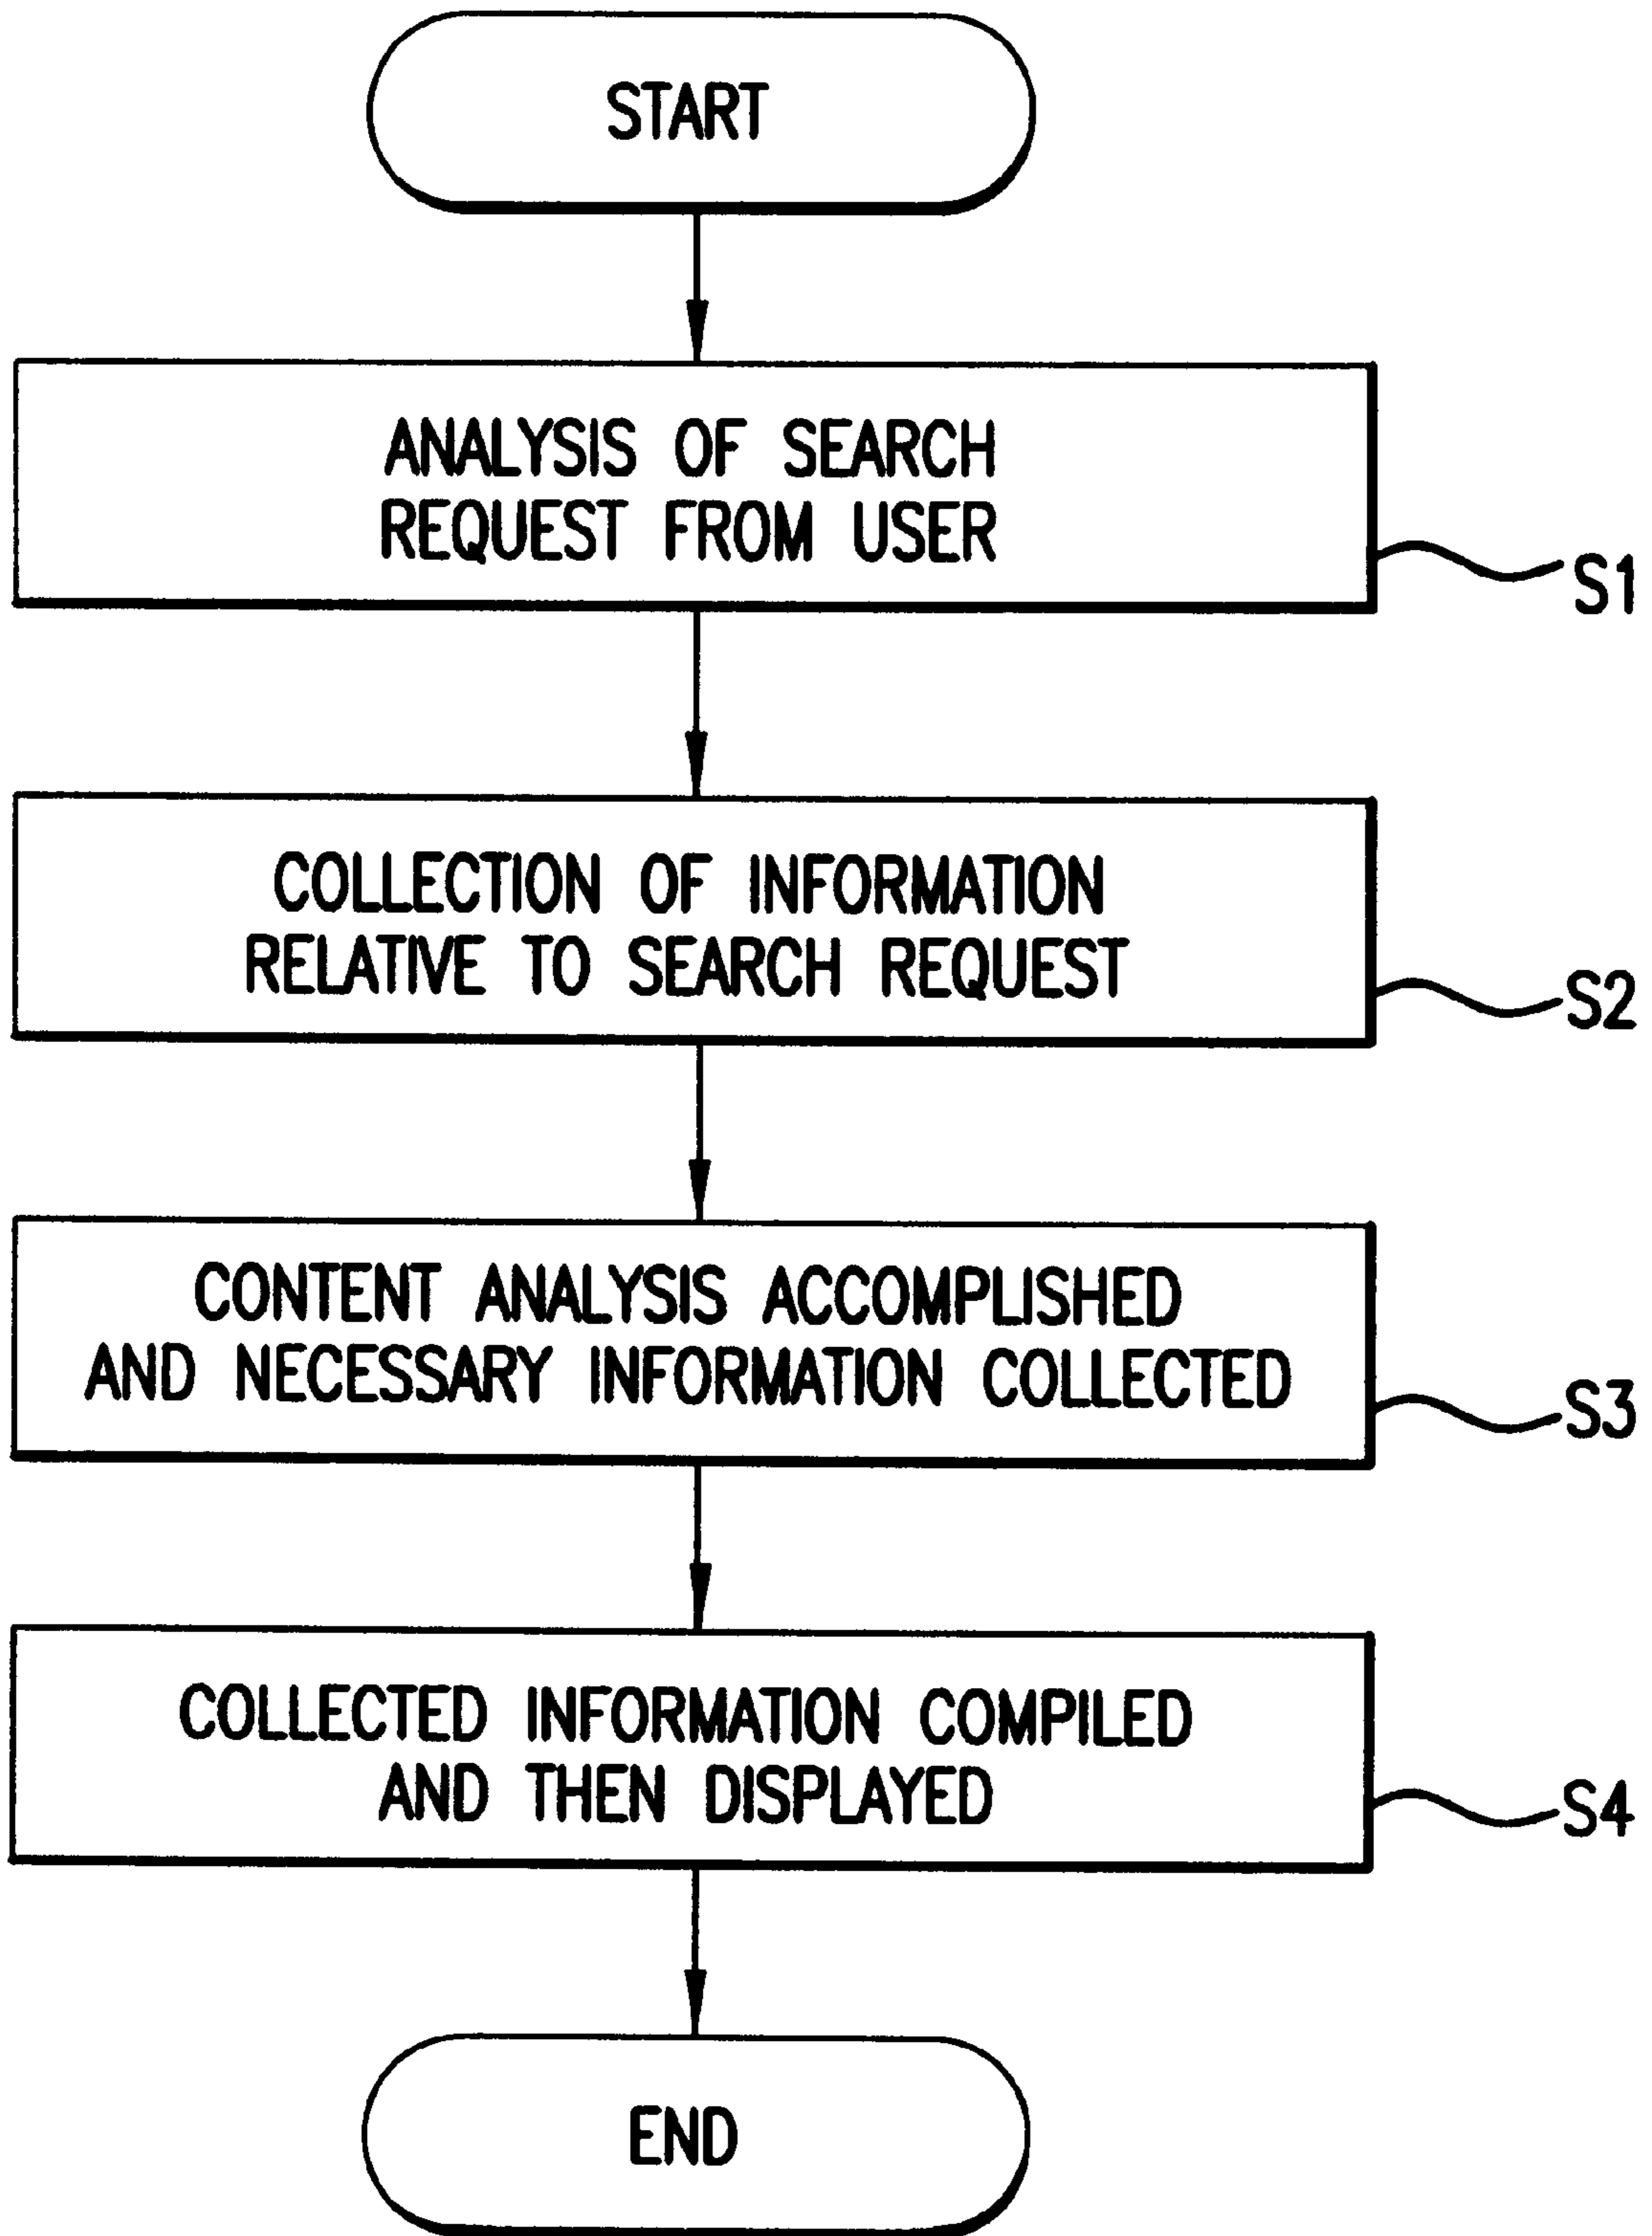 START
ANALYSIS OF SEARCH
REQUEST FROM USER
S1
COLLECTION OF INFORMATION
RELATIVE TO SEARCH REQUEST
S2
CONTENT ANALYSIS ACCOMPLISHED
AND NECESSARY INFORMATION COLLECTED
S3
COLLECTED INFORMATION COMPILED
AND THEN DISPLAYED
S4
END